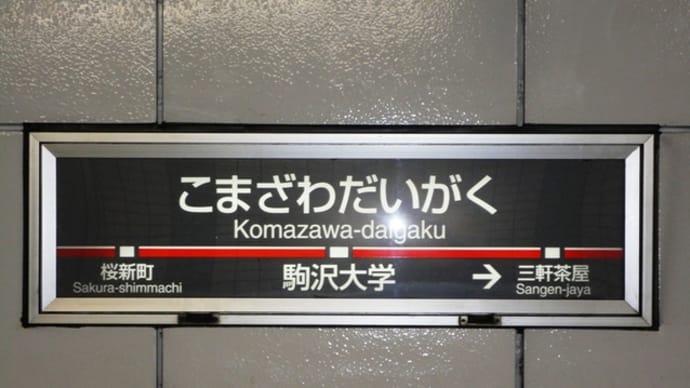 こまざわだいがく
Komazawa-daigaku
桜新町
Sakura-shimmachi
駒沢大学
→
三軒茶屋
Sangen-jaya